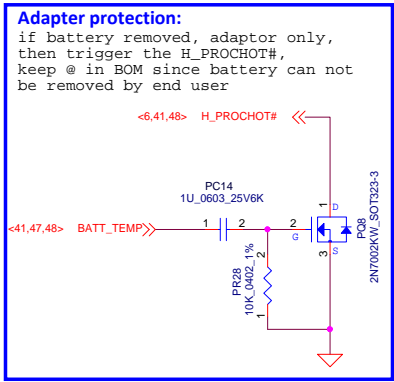 Adapter protection:
if battery removed, adaptor only,
then trigger the H_PROCHOT#,
keep @ in BOM since battery can not
be removed by end user
<6,41,48> H_PROCHOT#
PC14
1U_0603_25V6K
<41,47,48> BATT_TEMP
1 2
2
G
1
D
3
S
PQ8
2N7002KW_SOT323-3
2
1
PR28
10K_0402_1%